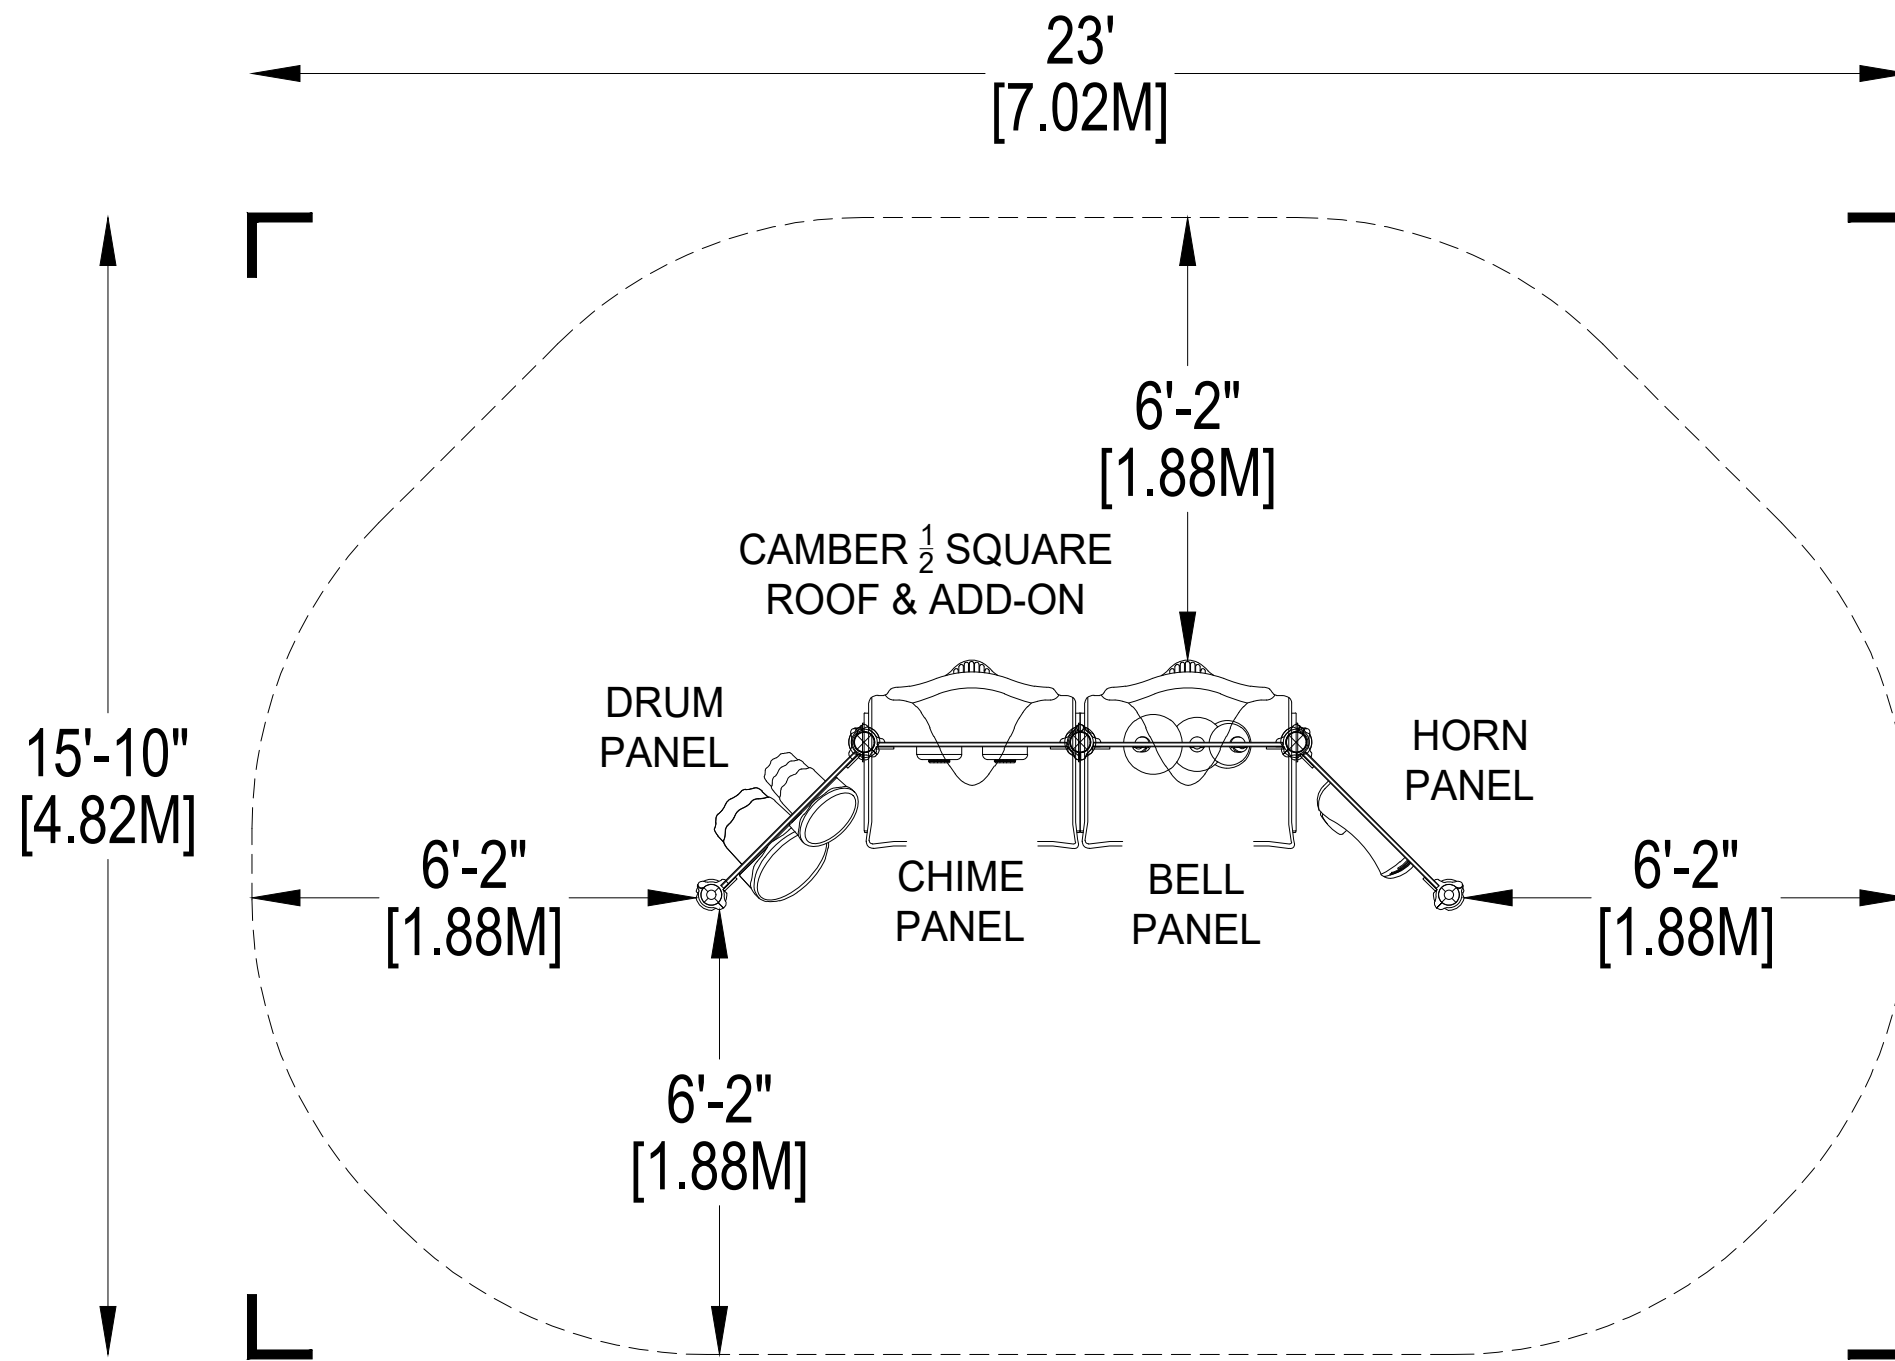 23'
[7.02M]
6'-2"
[1.88M]
CAMBER 1/2 SQUARE
ROOF & ADD-ON
DRUM
PANEL
HORN
PANEL
15'-10"
[4.82M]
6'-2"
[1.88M]
CHIME
PANEL
BELL
PANEL
6'-2"
[1.88M]
6'-2"
[1.88M]